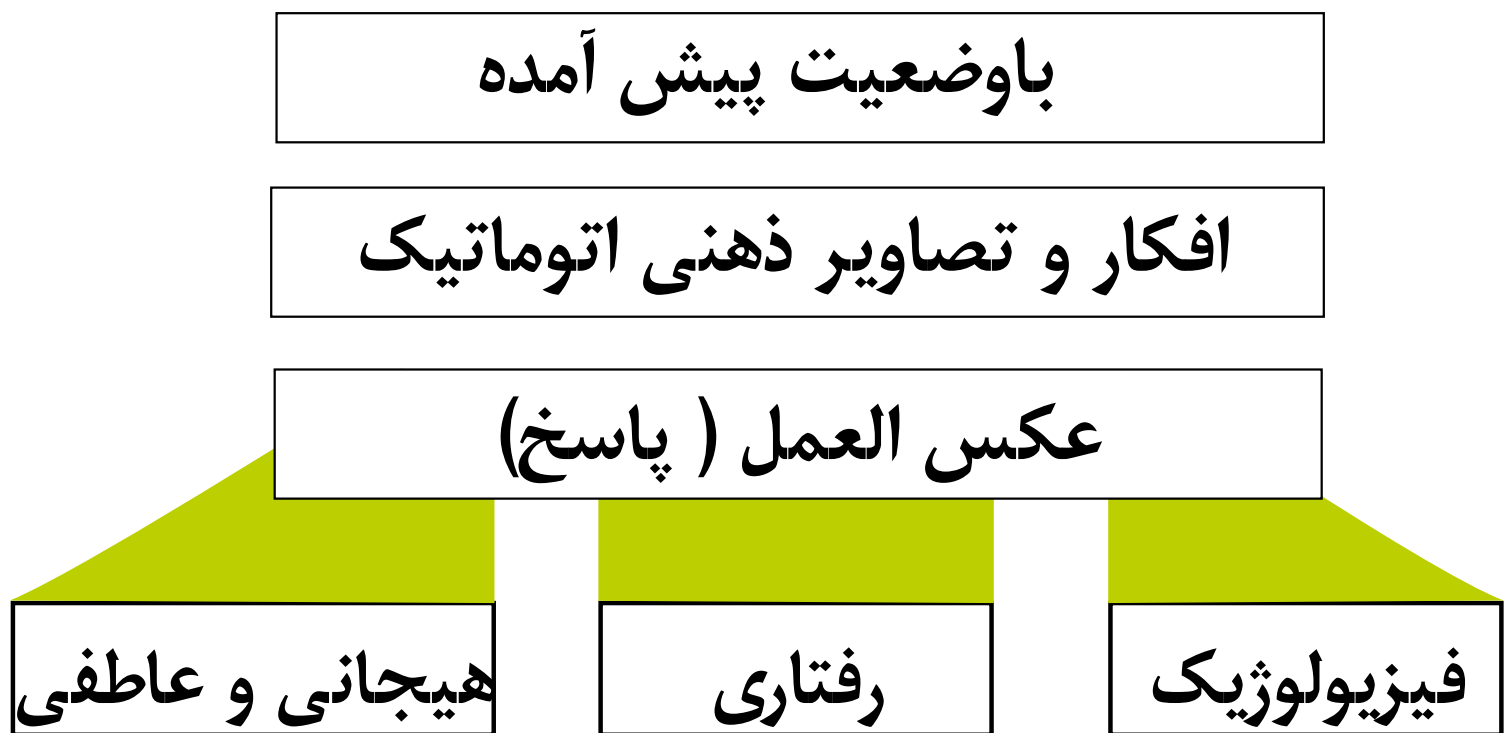 باوضعیت پیش آمده
افکار و تصاویر ذهنی اتوماتیک
عکس العمل ( پاسخ)
فیزیولوژیک
رفتاری
هیجانی و عاطفی